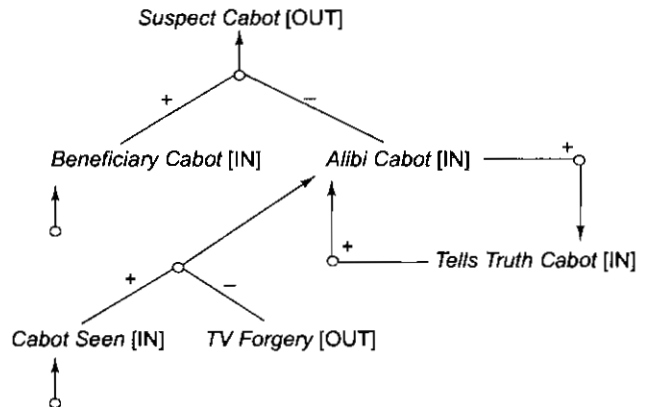 Suspect Cabot [OUT]
+ −
Beneficiary Cabot [IN] Alibi Cabot [IN] +
+ Tells Truth Cabot [IN]
+ −
Cabot Seen [IN] TV Forgery [OUT]